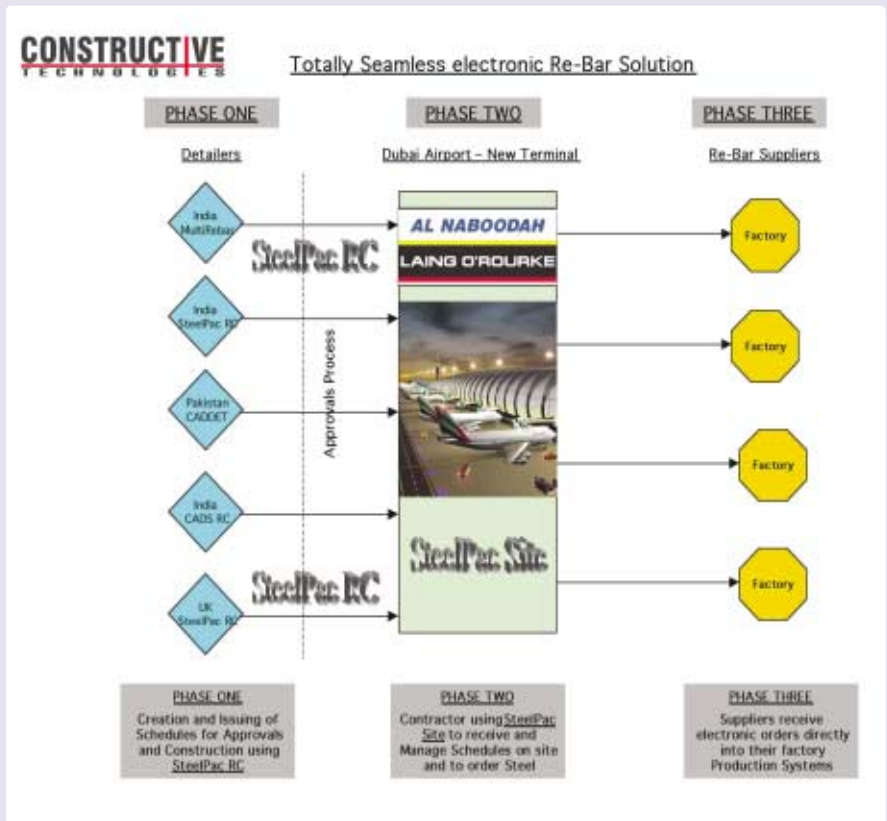 CONSTRUCTIVE
TECHNOLOGIES
Totally Seamless electronic Re-Bar Solution
PHASE ONE
PHASE TWO
PHASE THREE
Detailers
Dubai Airport – New Terminal
Re-Bar Suppliers
India
MultiRebar
SteelPac RC
AL NABOODAH
LAING O'ROURKE
Factory
India
SteelPac RC
Approvals Process
Factory
Pakistan
CADDET
Factory
India
CADS RC
SteelPac Site
UK
SteelPac RC
SteelPac RC
Factory
PHASE ONE
Creation and Issuing of
Schedules for Approvals
and Construction using
SteelPac RC
PHASE TWO
Contractor using SteelPac
Site to receive and
Manage Schedules on site
and to order Steel
PHASE THREE
Suppliers receive
electronic orders directly
into their factory
Production Systems